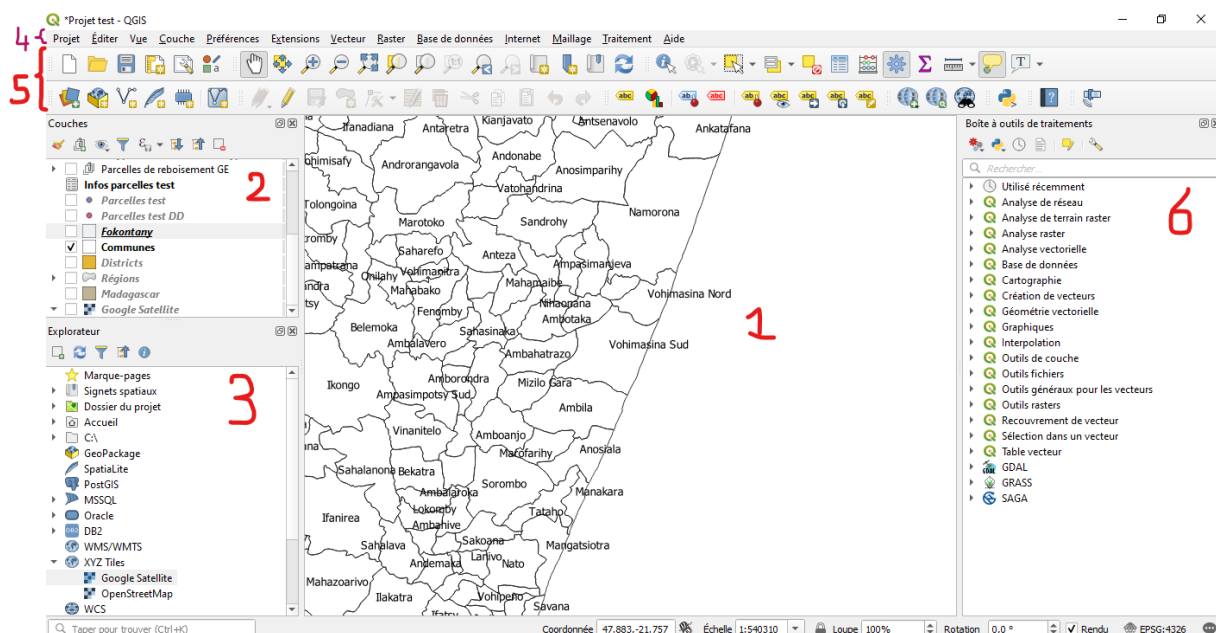 *Projet test - QGIS
4 { Projet Éditer Vue Couche Préférences Extensions Vecteur Raster Base de données Internet Maillage Traitement Aide
5
Couches
Parcelles de reboisement GE
Infos parcelles test
2
Parcelles test
Parcelles test DD
Fokontany
Communes
Districts
Régions
Madagascar
Google Satellite
Explorateur
Marque-pages
Signets spatiaux
3
Dossier du projet
Accueil
C:\
GeoPackage
SpatiaLite
PostGIS
MSSQL
Oracle
DB2
WMS/WMTS
XYZ Tiles
Google Satellite
OpenStreetMap
WCS
Ifanadiana
Antaretra
Kianjavato
Antsenavolo
Ankatafana
Androrangavola
Andonabe
Anosimparihy
Vatohandrina
Tolongoina
Marotoko
Sandrohy
Namorona
Saharefo
Anteza
Ampasimanjeva
Onilahy
Vohimanitra
Mahabako
Mahamaibe
Vohimasina Nord
Nihaonana
Fenomby
Ambotaka
Belemoka
Sahasinaka
Ambalavero
Vohimasina Sud
Ambahatrazo
Ikongo
Amborondra
Mizilo Gara
Ampasimpotsy Sud
Ambila
Vinanitelo
Amboanjo
Marofarihy
Anosiala
Sahalanona
Bekatra
Sorombo
Ambalaroka
Manakara
Lokomby
Tataho
Ifanirea
Ambahive
Sahalava
Sakoana
Mangatsiotra
Andemaka
Lanivo
Nato
Mahazoarivo
Ilakatra
Vohipeno
Savana
1
Boîte à outils de traitements
Rechercher...
Utilisé récemment
Analyse de réseau
6
Analyse de terrain raster
Analyse raster
Analyse vectorielle
Base de données
Cartographie
Création de vecteurs
Géométrie vectorielle
Graphiques
Interpolation
Outils de couche
Outils fichiers
Outils généraux pour les vecteurs
Outils rasters
Recouvrement de vecteur
Sélection dans un vecteur
Table vecteur
GDAL
GRASS
SAGA
Taper pour trouver (Ctrl+K)
Coordonnée 47.883,-21.757 Échelle 1:540310 Loupe 100% Rotation 0,0 ° Rendu EPSG:4326